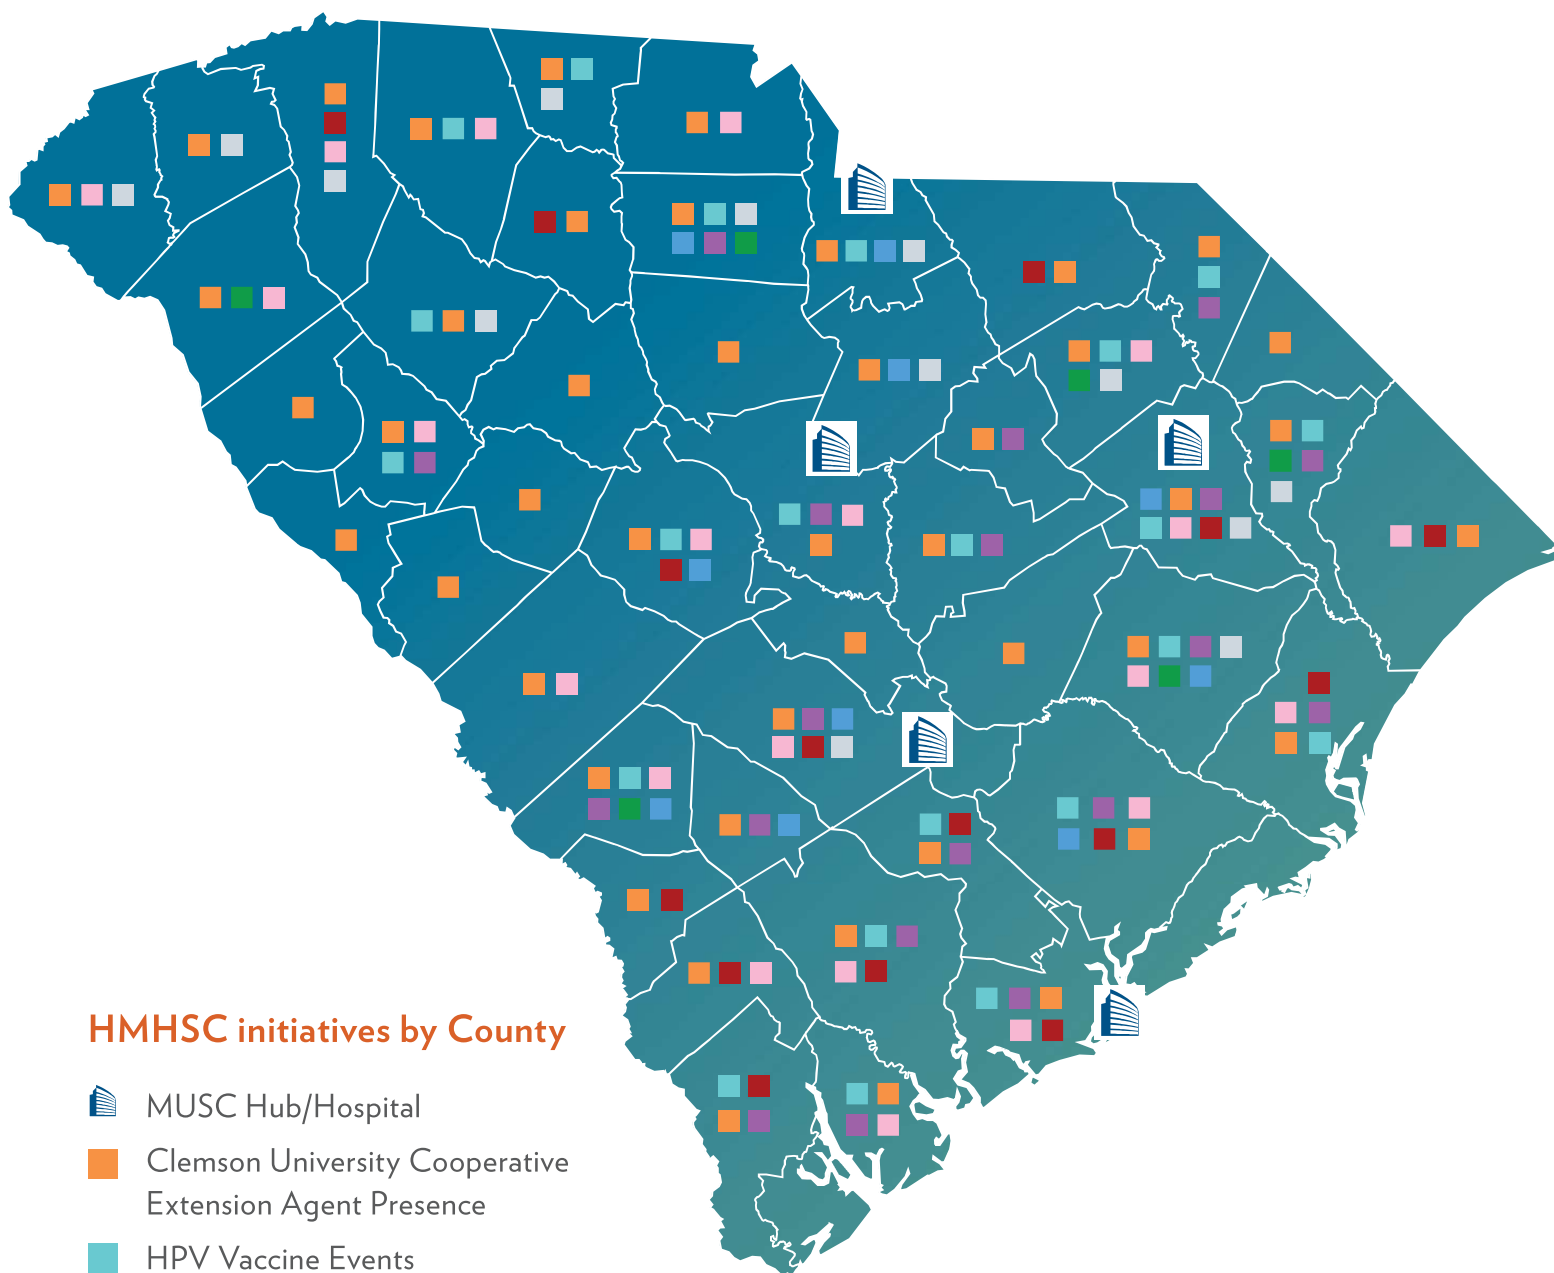 HMHSC initiatives by County
MUSC Hub/Hospital
Clemson University Cooperative
Extension Agent Presence
HPV Vaccine Events